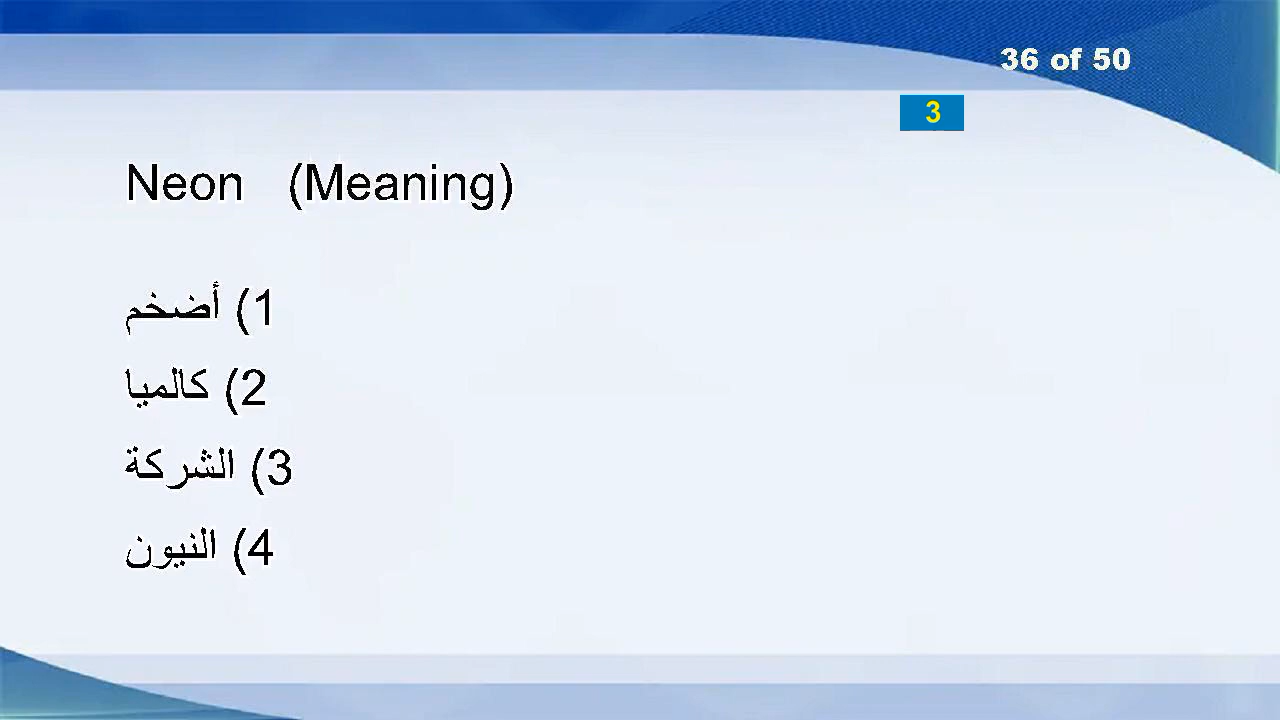 36 of 50
3
Neon (Meaning)
1) أضخم
2) كالميا
3) الشركة
4) النيون